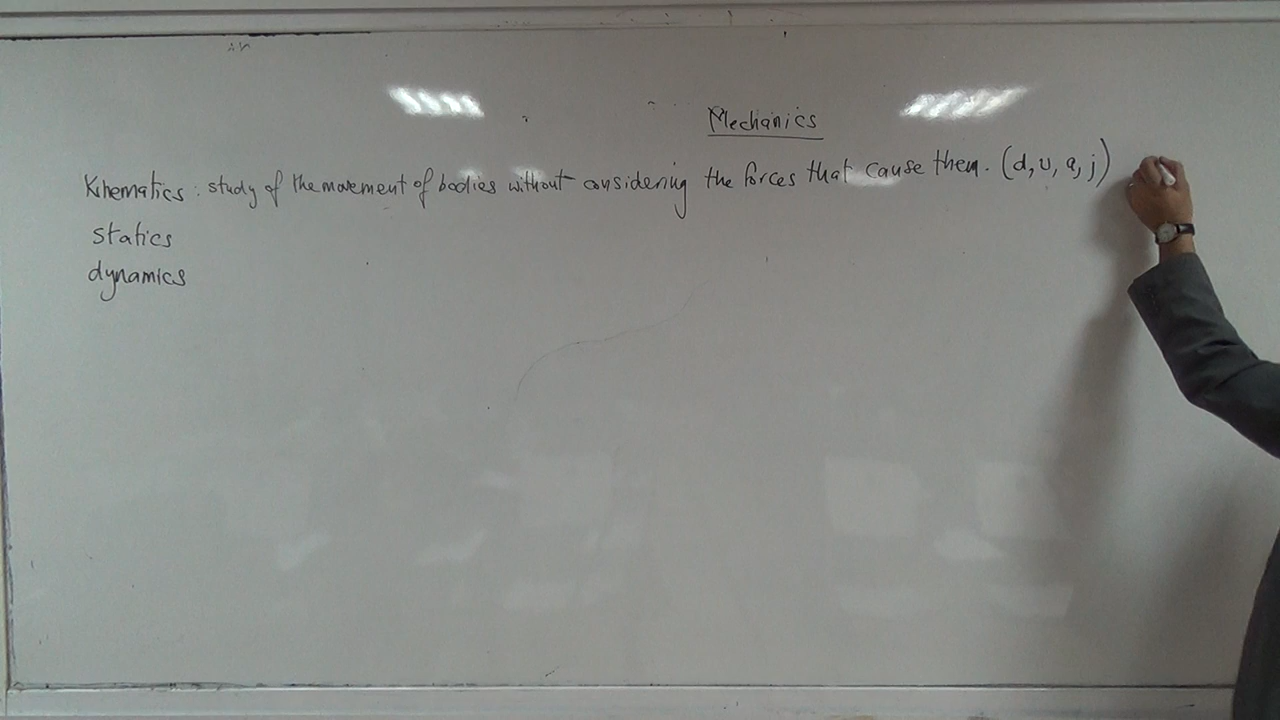 Mechanics
Kinematics : study of the movement of bodies without considering the forces that cause them. (d, v, a, j)
statics
dynamics